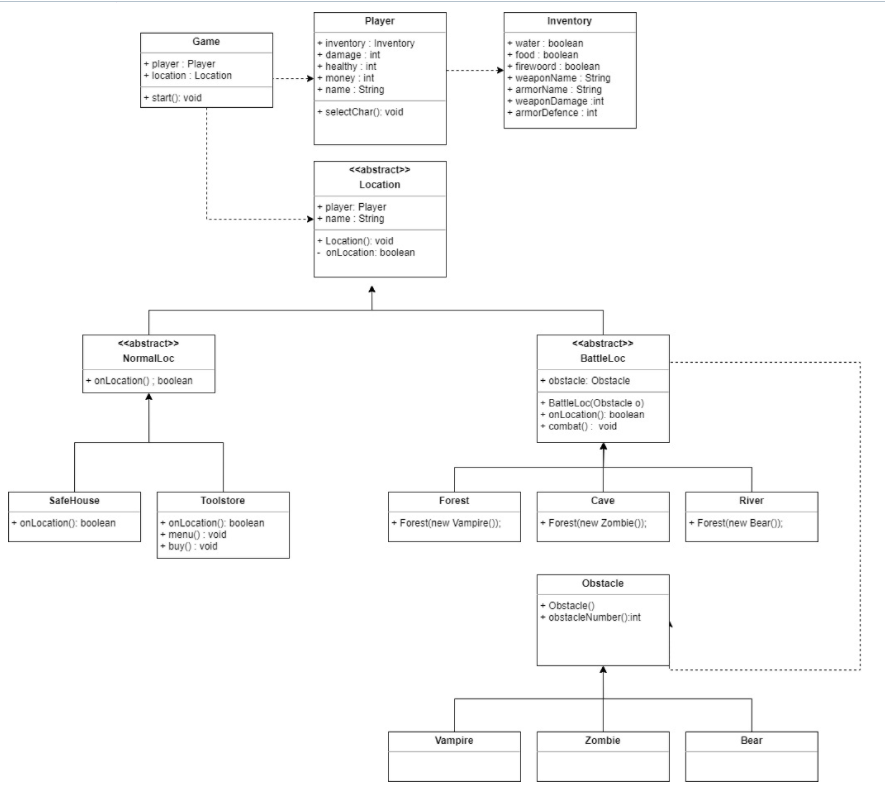 Game
+ player : Player
+ location : Location
+ start(): void
Player
+ inventory : Inventory
+ damage : int
+ healthy : int
+ money : int
+ name : String
+ selectChar(): void
Inventory
+ water : boolean
+ food : boolean
+ firewoord : boolean
+ weaponName : String
+ armorName : String
+ weaponDamage :int
+ armorDefence : int
<<abstract>>
Location
+ player: Player
+ name : String
+ Location(): void
- onLocation: boolean
<<abstract>>
NormalLoc
+ onLocation() ; boolean
<<abstract>>
BattleLoc
+ obstacle: Obstacle
+ BattleLoc(Obstacle o)
+ onLocation(): boolean
+ combat() : void
SafeHouse
+ onLocation(): boolean
Toolstore
+ onLocation(): boolean
+ menu() : void
+ buy() : void
Forest
+ Forest(new Vampire());
Cave
+ Forest(new Zombie());
River
+ Forest(new Bear());
Obstacle
+ Obstacle()
+ obstacleNumber():int
Vampire
Zombie
Bear